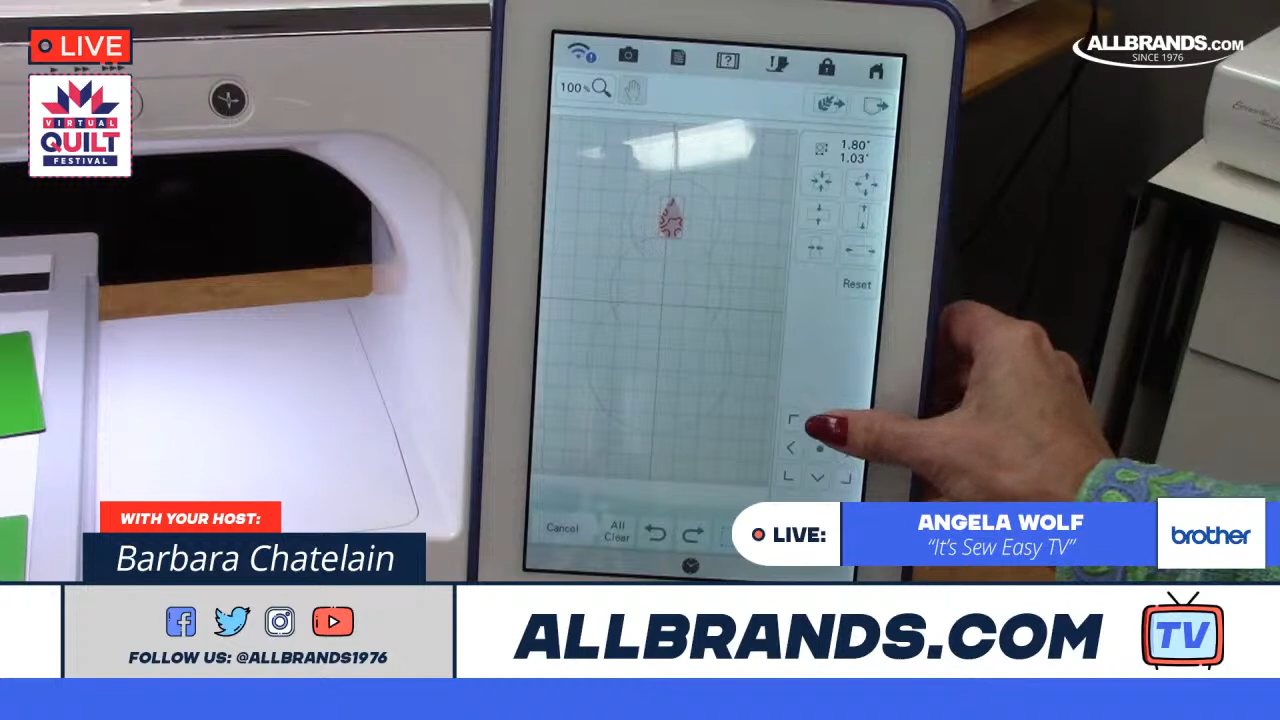 LIVE
VIRTUAL
QUILT
FESTIVAL
ALLBRANDS.COM
SINCE 1976
100%
1.80"
1.03"
Reset
Cancel
All
Clear
WITH YOUR HOST:
Barbara Chatelain
LIVE:
ANGELA WOLF
“It's Sew Easy TV”
brother
FOLLOW US: @ALLBRANDS1976
ALLBRANDS.COM
TV